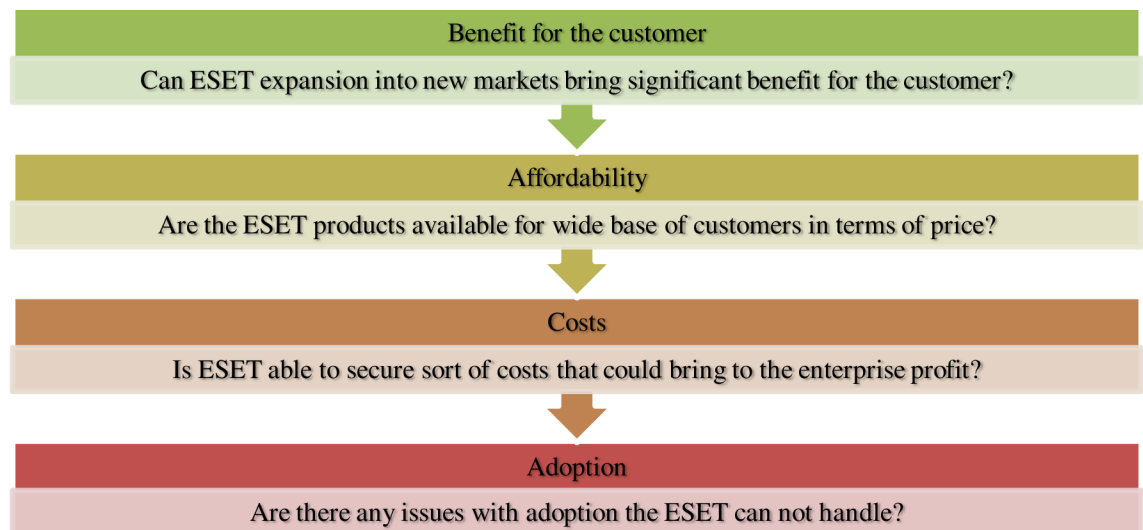 Benefit for the customer
Can ESET expansion into new markets bring significant benefit for the customer?
Affordability
Are the ESET products available for wide base of customers in terms of price?
Costs
Is ESET able to secure sort of costs that could bring to the enterprise profit?
Adoption
Are there any issues with adoption the ESET can not handle?